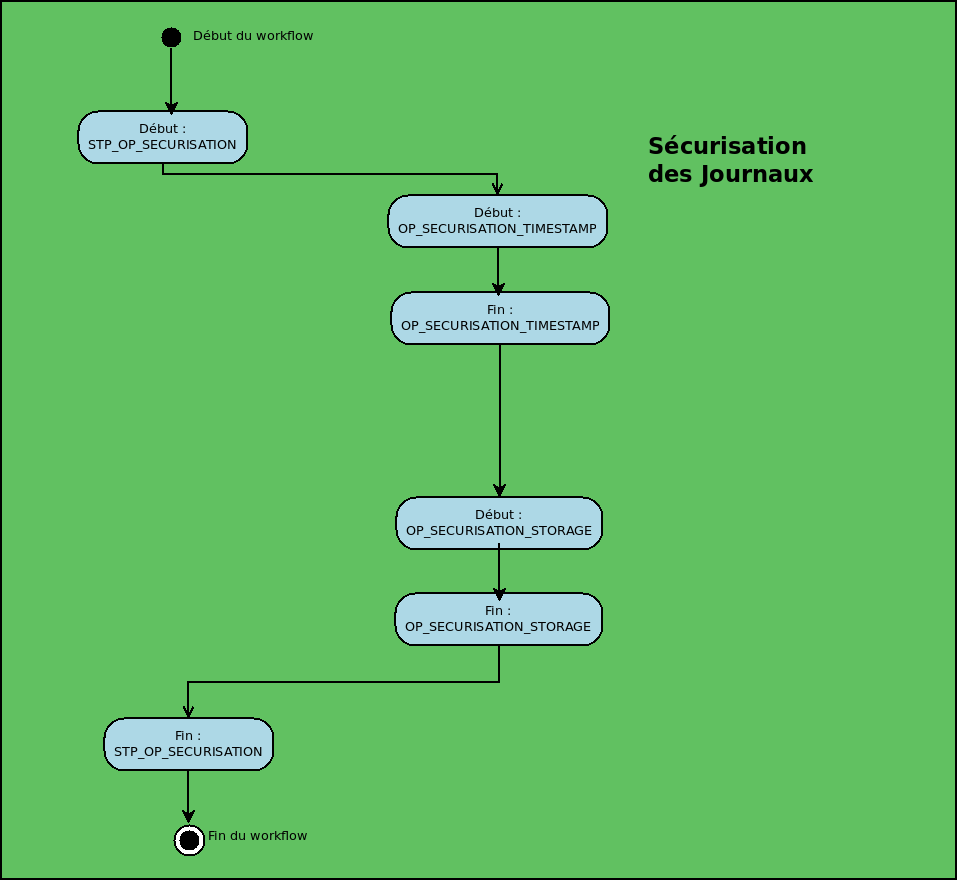 Début du workflow
Début :
STP_OP_SECURISATION
Sécurisation
des Journaux
Début :
OP_SECURISATION_TIMESTAMP
Fin :
OP_SECURISATION_TIMESTAMP
Début :
OP_SECURISATION_STORAGE
Fin :
OP_SECURISATION_STORAGE
Fin :
STP_OP_SECURISATION
Fin du workflow